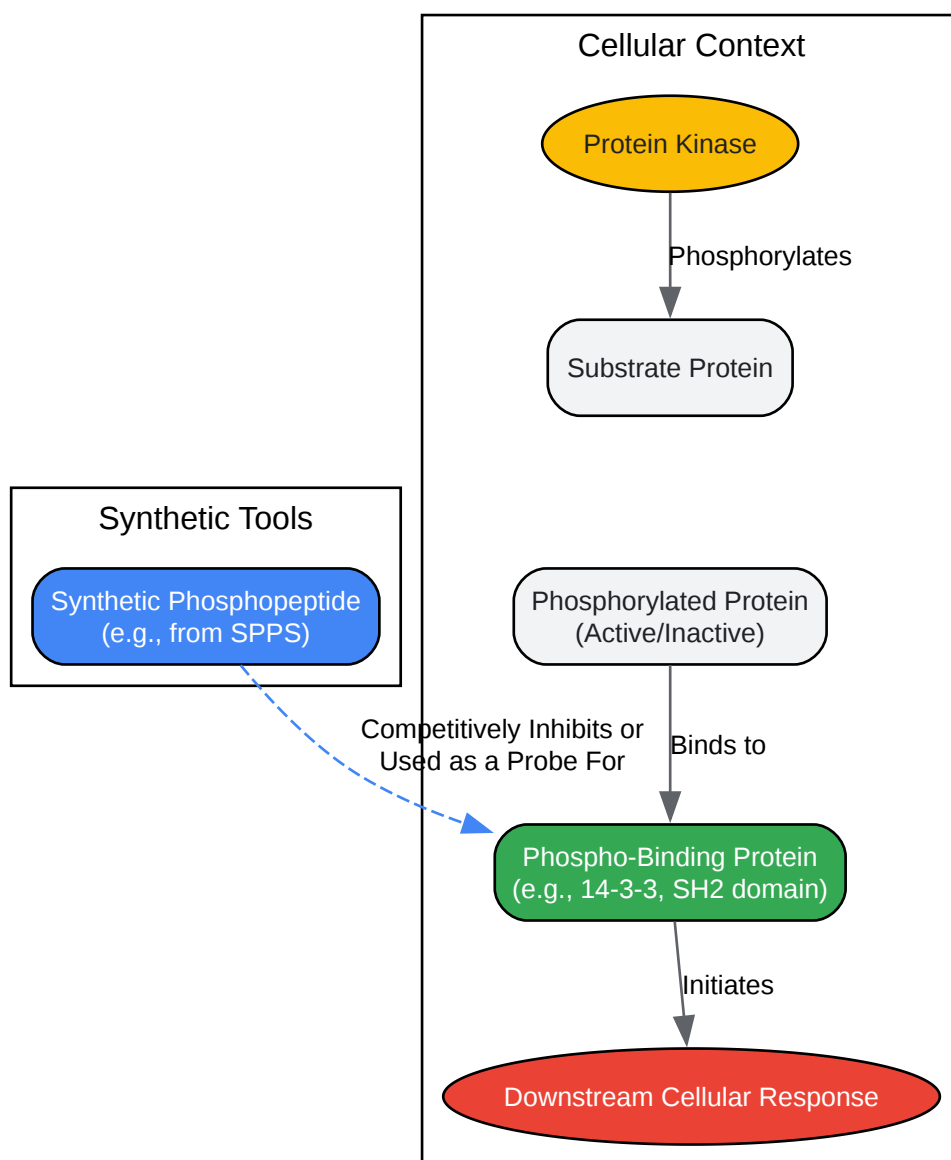 Cellular Context
Protein Kinase
Phosphorylates
Substrate Protein
Synthetic Tools
Synthetic Phosphopeptide
(e.g., from SPPS)
Phosphorylated Protein
(Active/Inactive)
Competitively Inhibits or
Used as a Probe For
Binds to
Phospho-Binding Protein
(e.g., 14-3-3, SH2 domain)
Initiates
Downstream Cellular Response